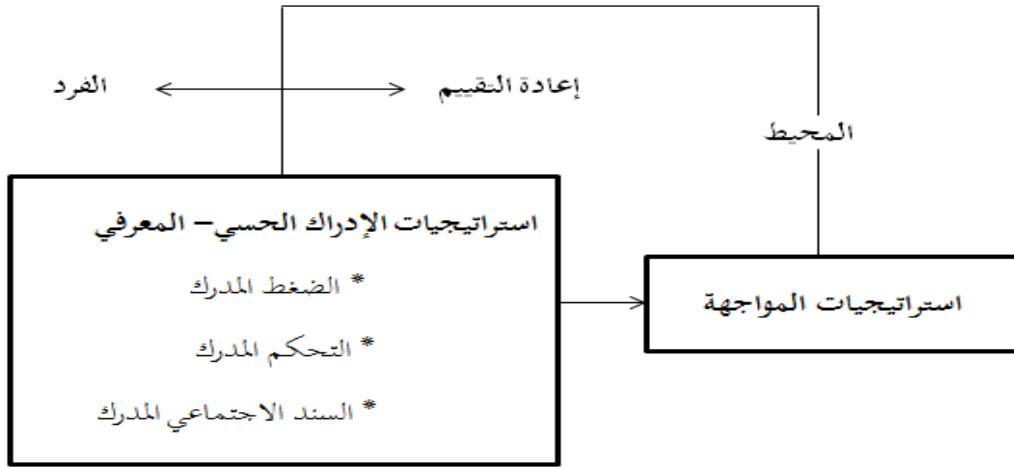 الفرد
إعادة التقييم
المحيط
استراتيجيات الإدراك الحسي– المعرفي
* الضغط المدرك
* التحكم المدرك
* السند الاجتماعي المدرك
استراتيجيات المواجهة